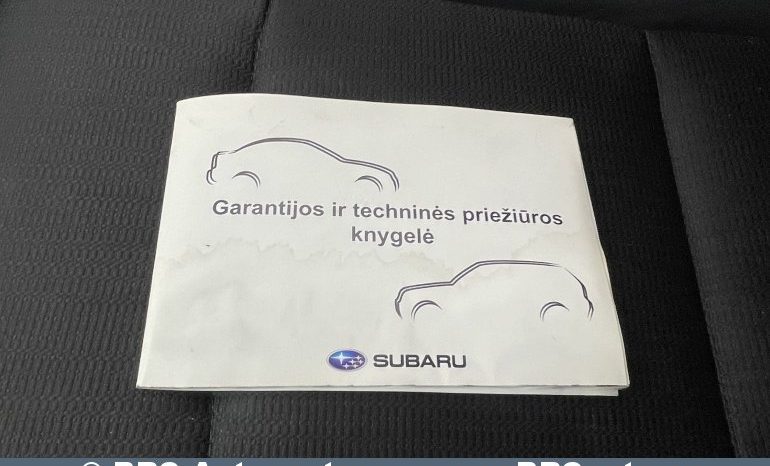 Garantijos ir techninės priežiūros
knygelė
SUBARU